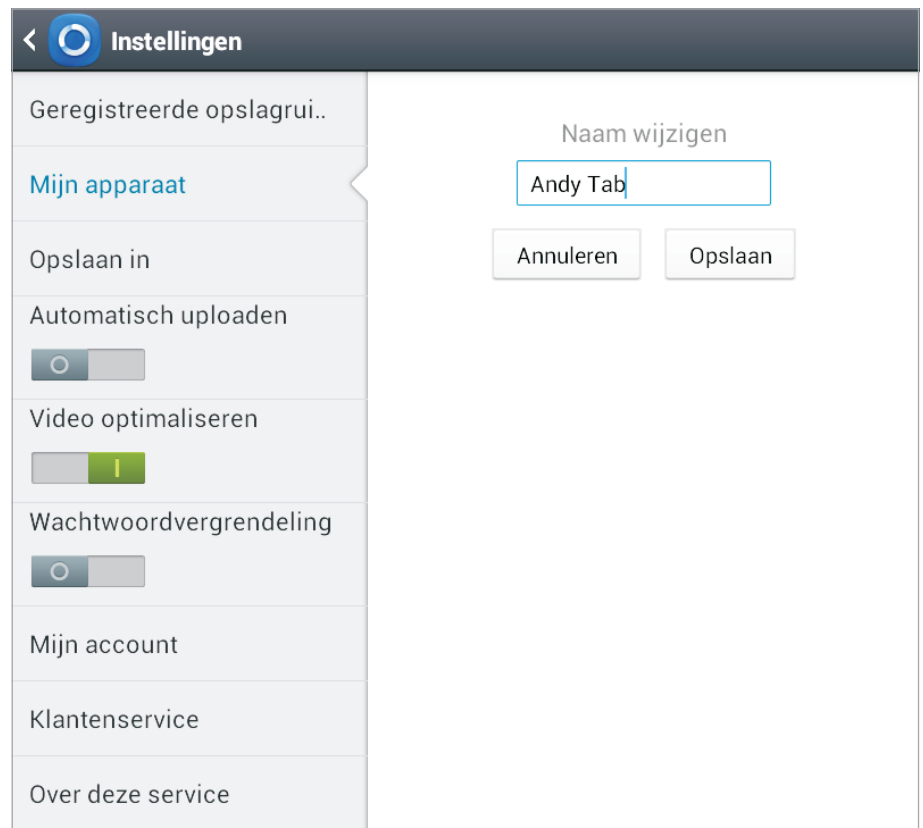 Instellingen
Geregistreerde opslagrui..
Mijn apparaat
Opslaan in
Automatisch uploaden
Video optimaliseren
Wachtwoordvergrendeling
Mijn account
Klantenservice
Over deze service
Naam wijzigen
Andy Tab
Annuleren
Opslaan